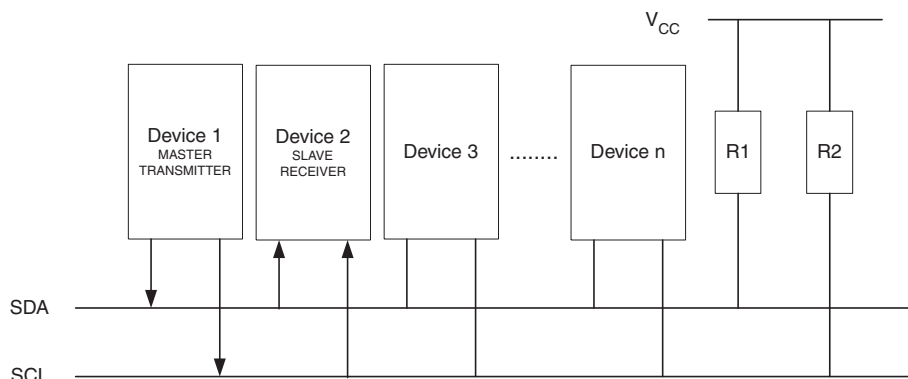 VCC
Device 1
MASTER
TRANSMITTER
Device 2
SLAVE
RECEIVER
Device 3
........
Device n
R1
R2
SDA
SCL